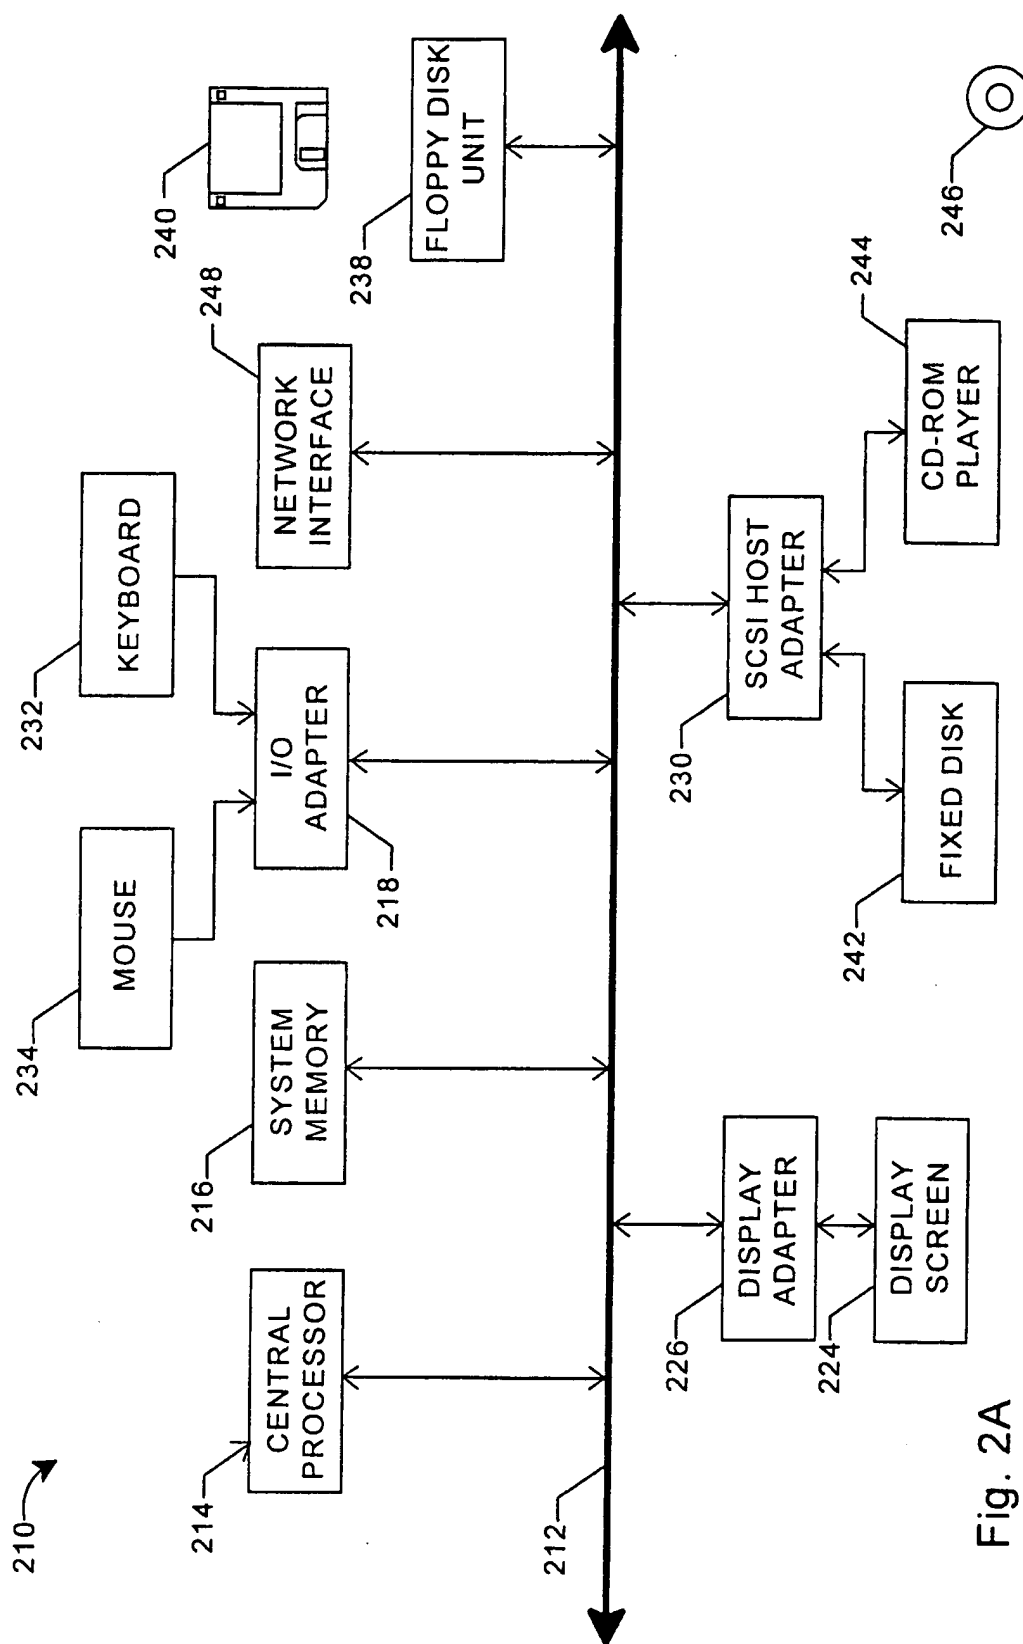 210
214
CENTRAL
PROCESSOR
216
SYSTEM
MEMORY
234
MOUSE
232
KEYBOARD
I/O
ADAPTER
218
248
NETWORK
INTERFACE
240
238
FLOPPY DISK
UNIT
212
226
DISPLAY
ADAPTER
224
DISPLAY
SCREEN
230
SCSI HOST
ADAPTER
242
FIXED DISK
244
CD-ROM
PLAYER
246
Fig. 2A